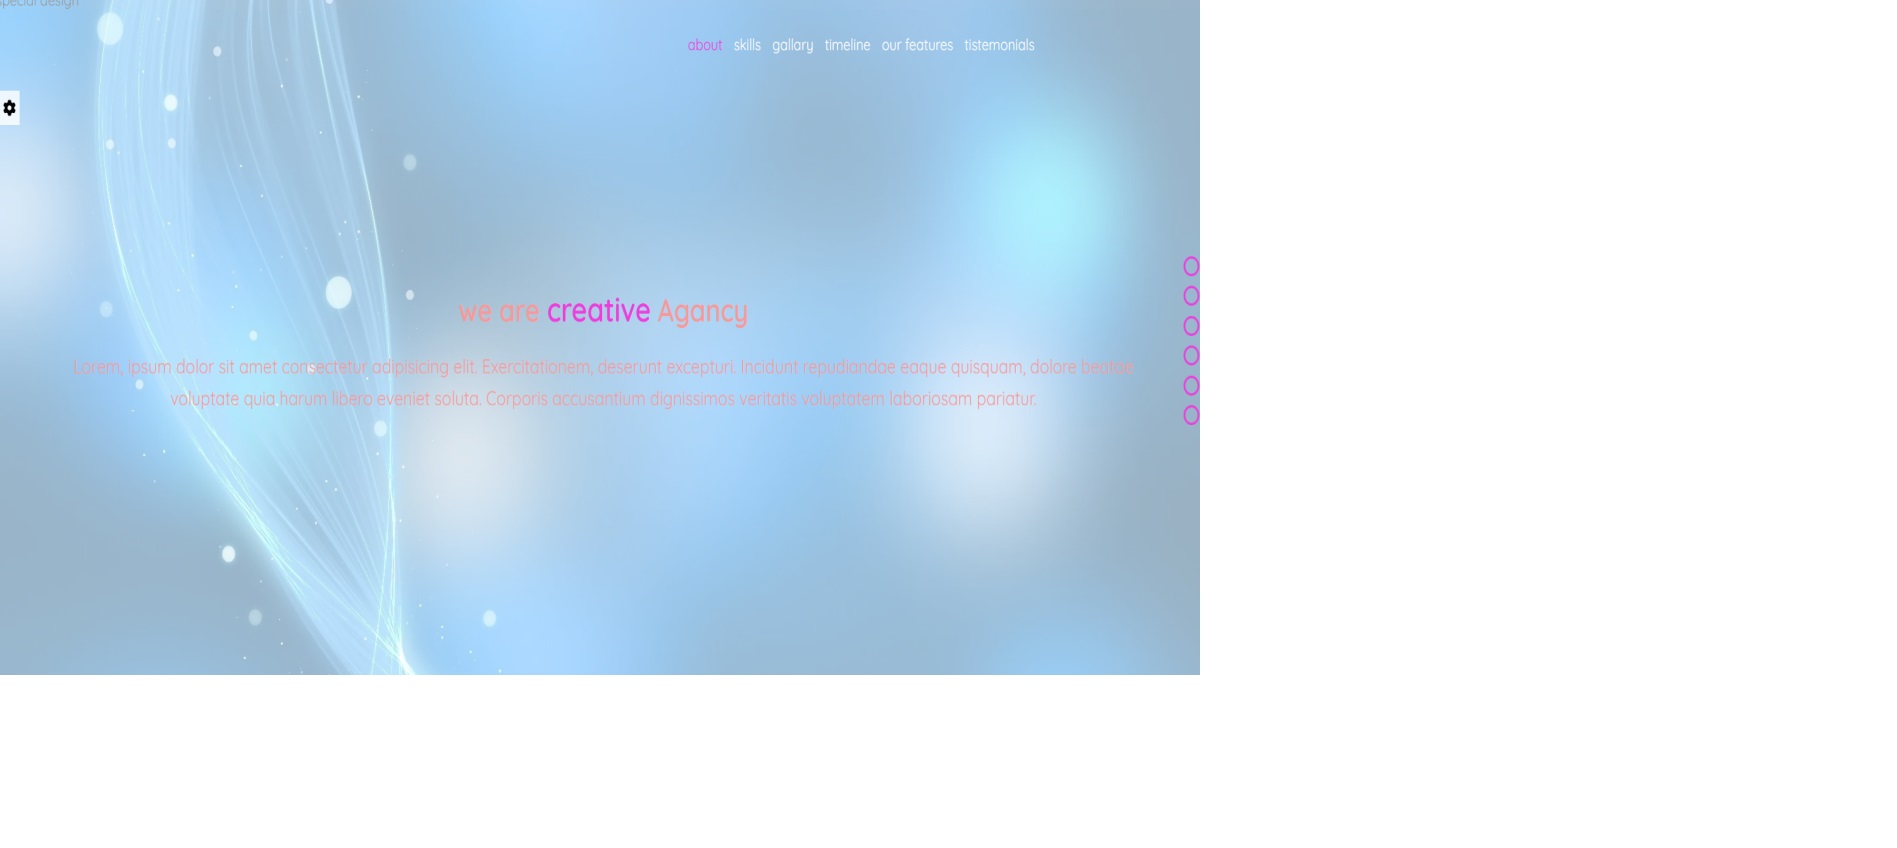 special design
about skills gallary timeline our features tistemonials
we are creative Agancy
Lorem, ipsum dolor sit amet consectetur adipisicing elit. Exercitationem, deserunt excepturi. Incidunt repudiandae eaque quisquam, dolore beatae
voluptate quia harum libero eveniet soluta. Corporis accusantium dignissimos veritatis voluptatem laboriosam pariatur.